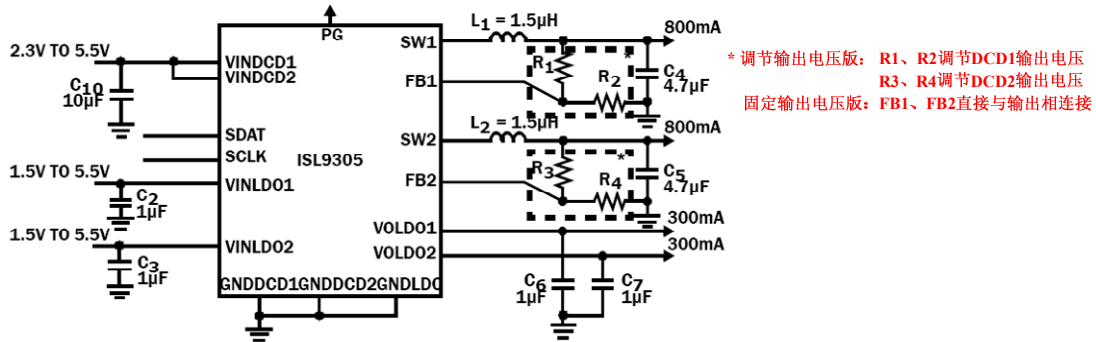 PG
L1 = 1.5µH
800mA
2.3V TO 5.5V
VINDCD1
VINDCD2
SW1
R1
*
C10
10µF
FB1
R2
C4
4.7µF
SDAT
SCLK
ISL9305
L2 = 1.5µH
SW2
800mA
1.5V TO 5.5V
VINLDO1
C2
1µF
FB2
R3
*
R4
C5
4.7µF
1.5V TO 5.5V
VINLDO2
C3
1µF
VOLDO1
300mA
VOLDO2
300mA
GNDDCD1
GNDDCD2
GNDLDO
C6
1µF
C7
1µF
* 调节输出电压版： R1、R2调节DCD1输出电压
R3、R4调节DCD2输出电压
固定输出电压版：FB1、FB2直接与输出相连接